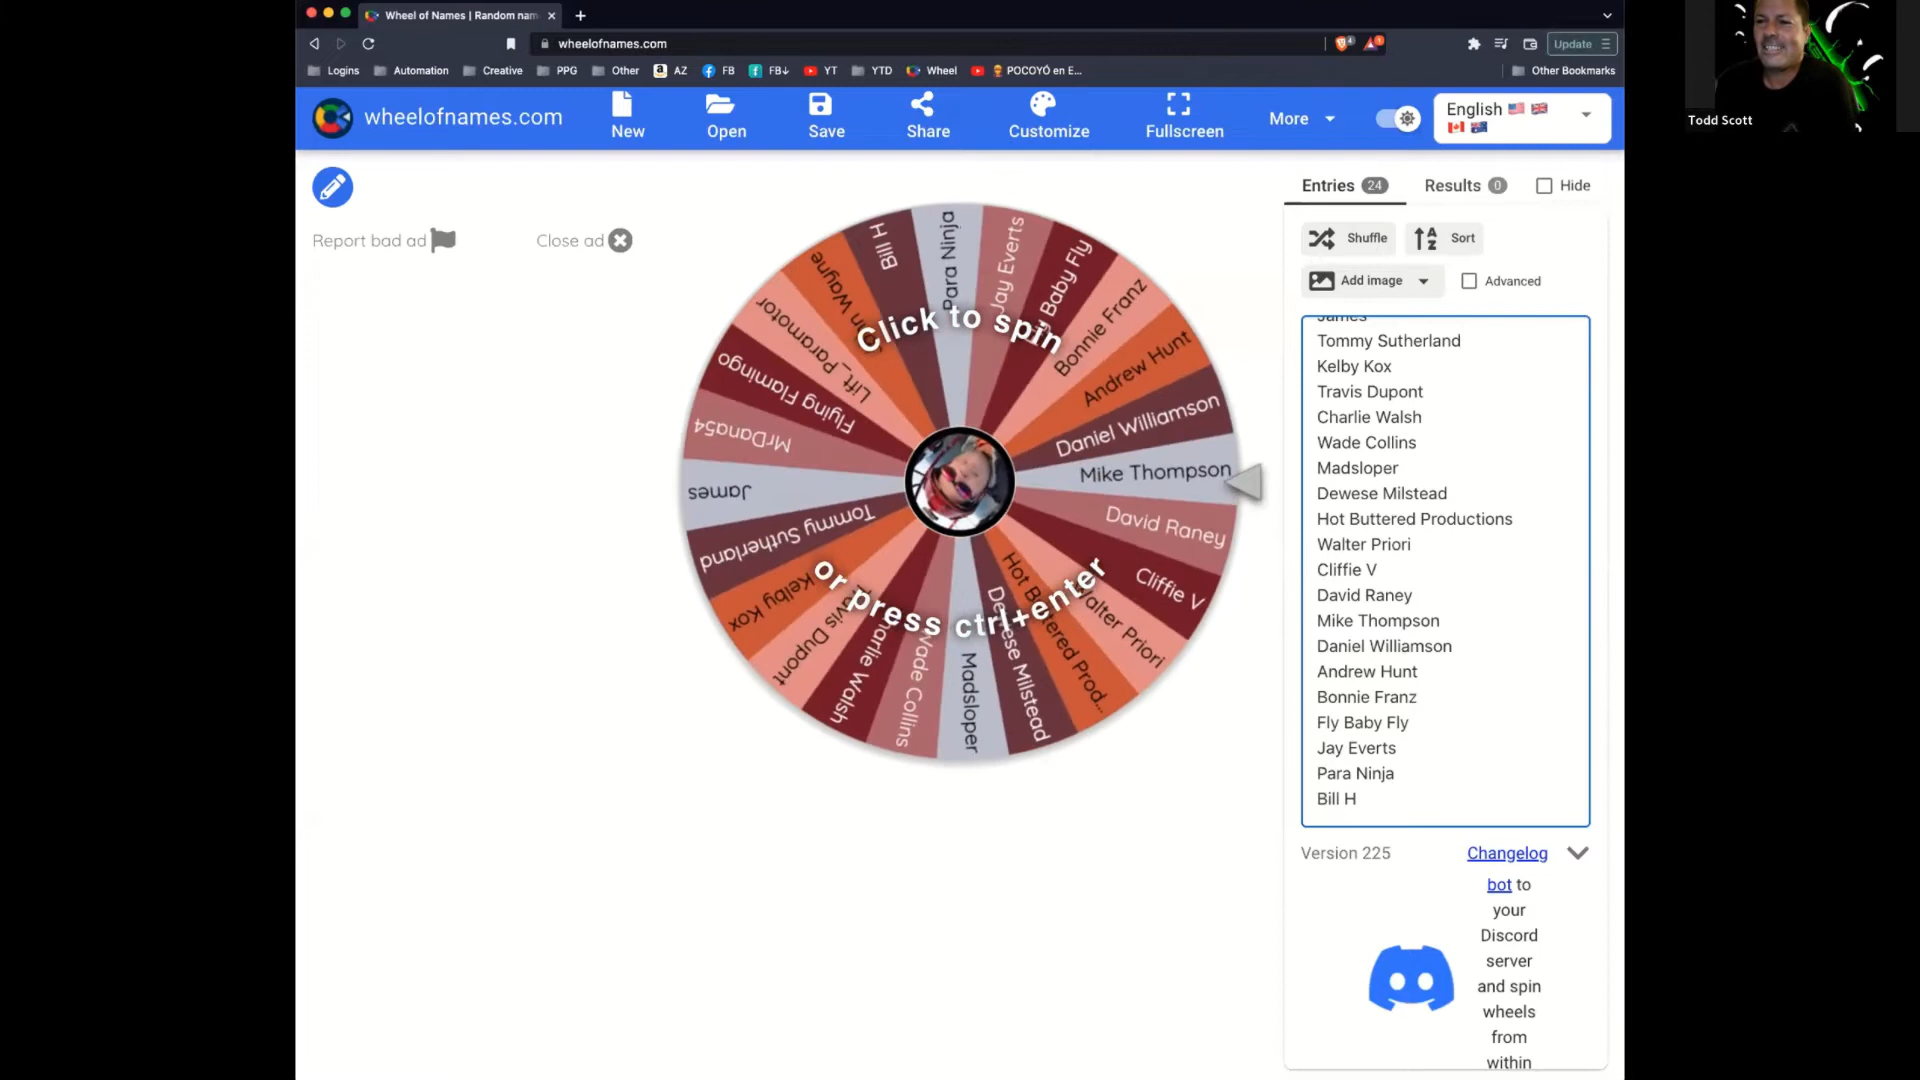 Wheel of Names | Random nam
wheelofnames.com
Update
Logins
Automation
Creative
PPG
Other
AZ
FB
FB↓
YT
YTD
Wheel
POCOYÓ en E...
Other Bookmarks
Todd Scott
wheelofnames.com
New
Open
Save
Share
Customize
Fullscreen
More
English
Report bad ad
Close ad
Entries 24
Results 0
Hide
Shuffle
Sort
Add image
Advanced
James
Tommy Sutherland
Kelby Kox
Travis Dupont
Charlie Walsh
Wade Collins
Madsloper
Dewese Milstead
Hot Buttered Productions
Walter Priori
Cliffie V
David Raney
Mike Thompson
Daniel Williamson
Andrew Hunt
Bonnie Franz
Fly Baby Fly
Jay Everts
Para Ninja
Bill H
Version 225
Changelog
bot to
your
Discord
server
and spin
wheels
from
within
Click to spin
or press ctrl+enter
Para Ninja
Jay Everts
Baby Fly
Bonnie Franz
Andrew Hunt
Daniel Williamson
Mike Thompson
David Raney
Cliffie V
Walter Priori
Hot Buttered Prod...
Dewese Milstead
Madsloper
Wade Collins
Charlie Walsh
Travis Dupont
Kelby Kox
Tommy Sutherland
James
MrDana54
Flying Flamingo
Lift_Paramotor
Wayne
Bill H